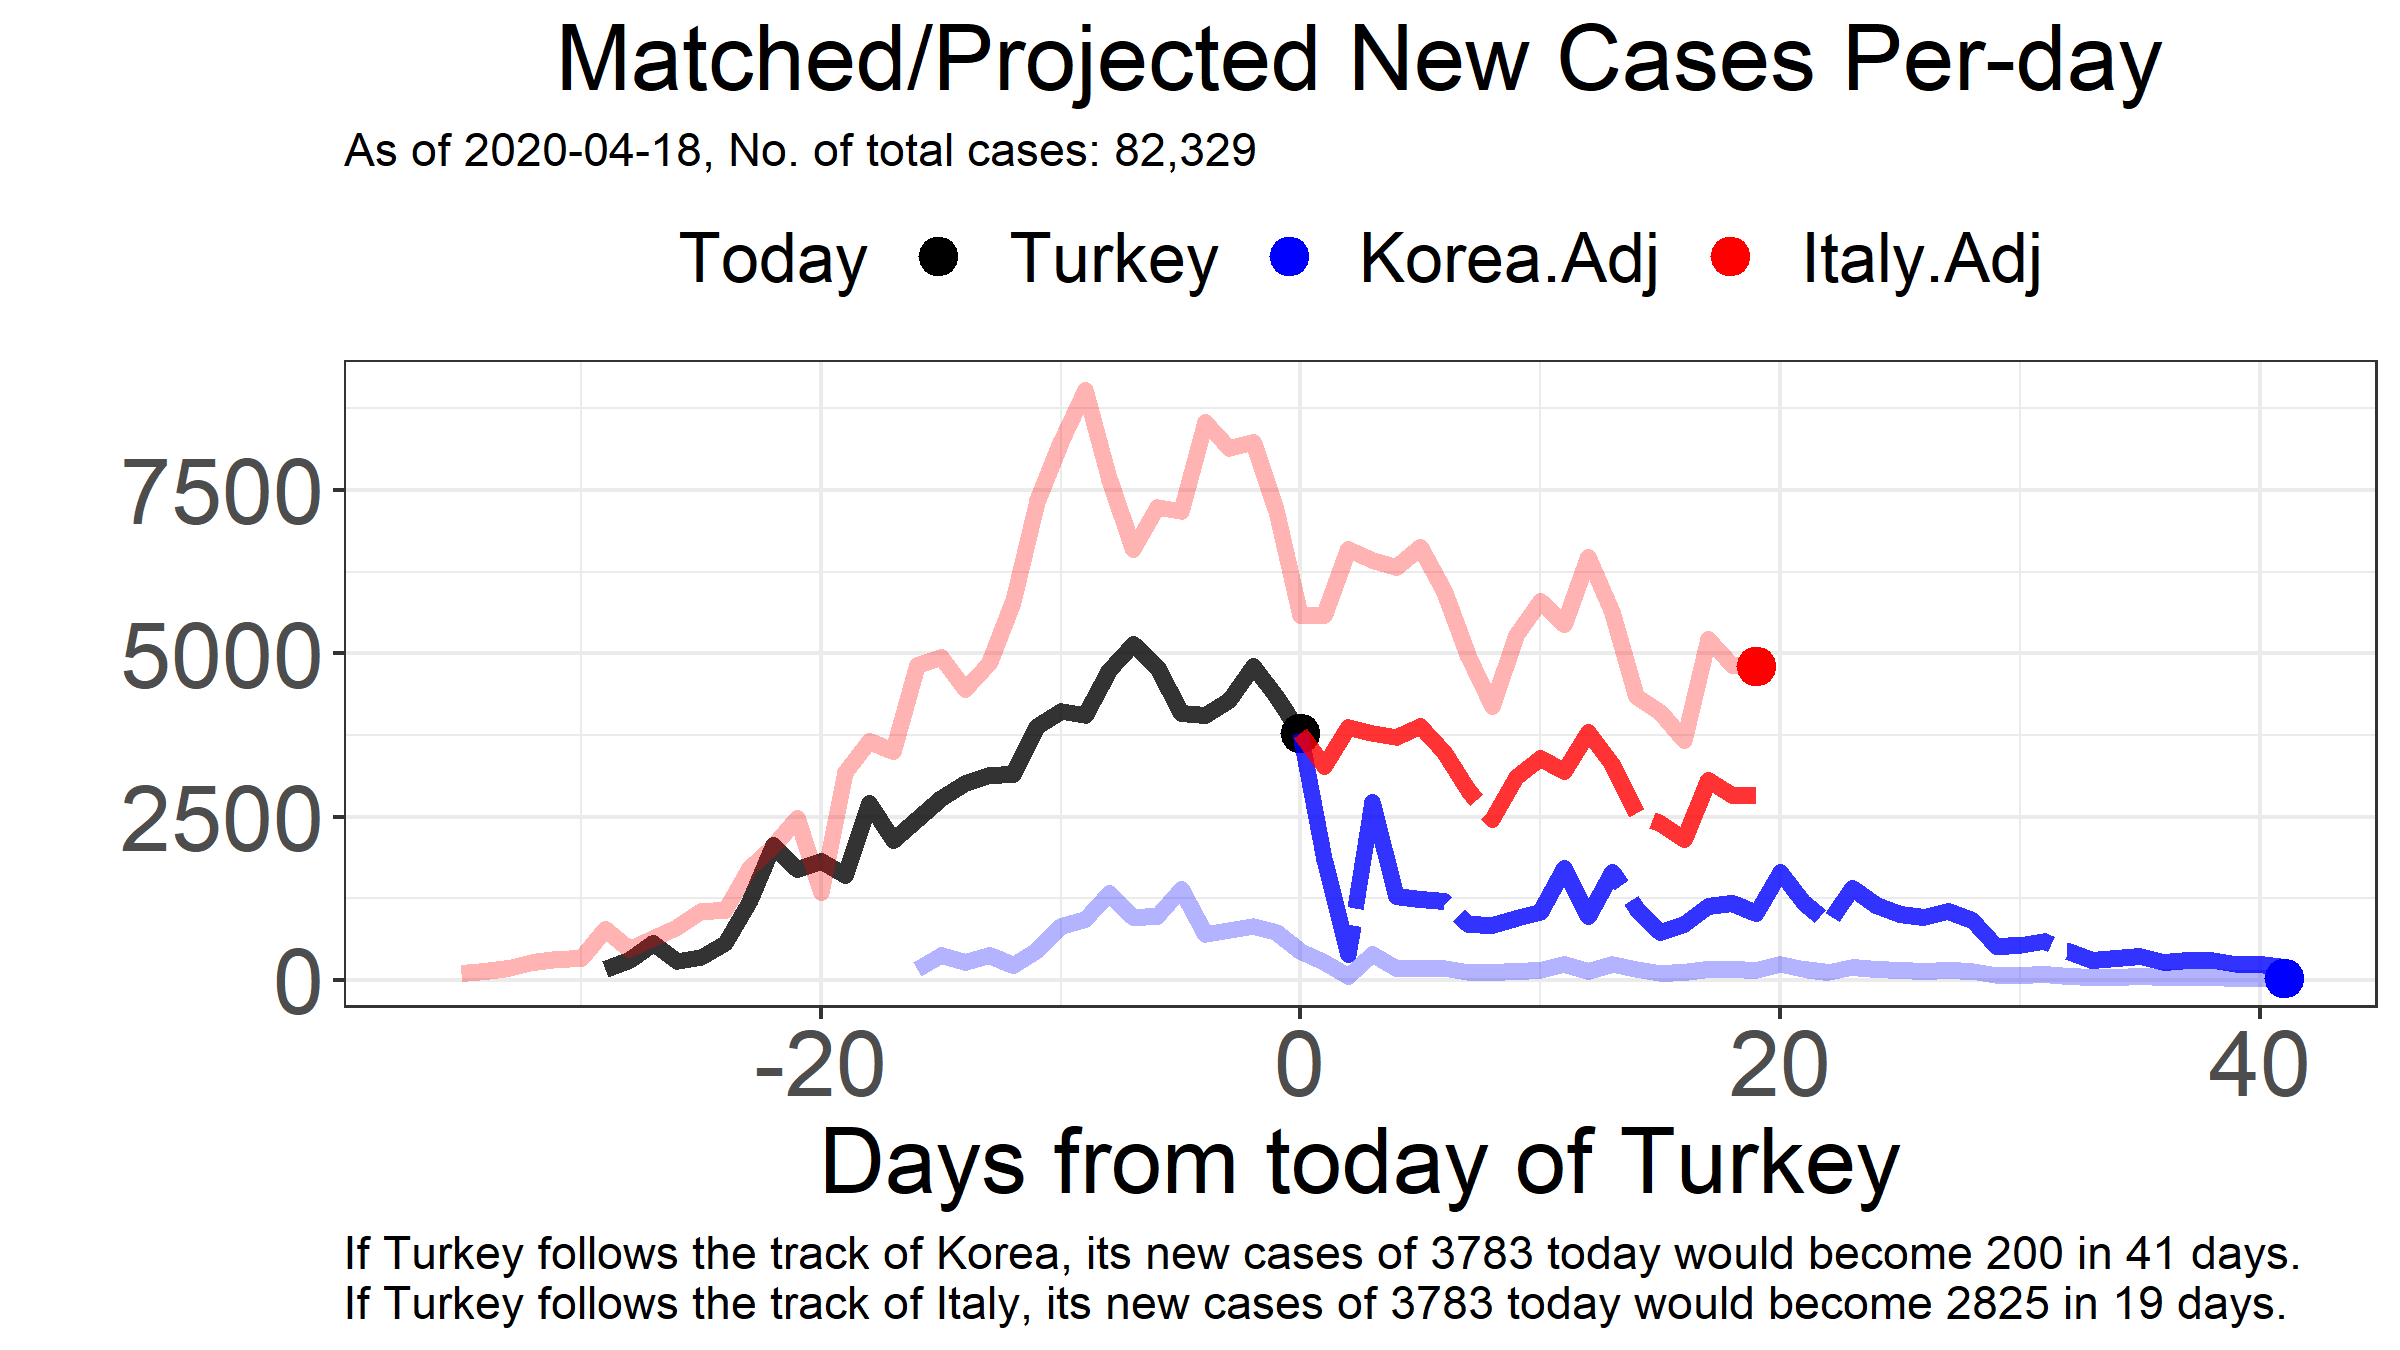 Matched/Projected New Cases Per-day
As of 2020-04-18, No. of total cases: 82,329
Today Turkey Korea.Adj Italy.Adj
7500
5000
2500
0
-20 0 20 40
Days from today of Turkey
If Turkey follows the track of Korea, its new cases of 3783 today would become 200 in 41 days.
If Turkey follows the track of Italy, its new cases of 3783 today would become 2825 in 19 days.